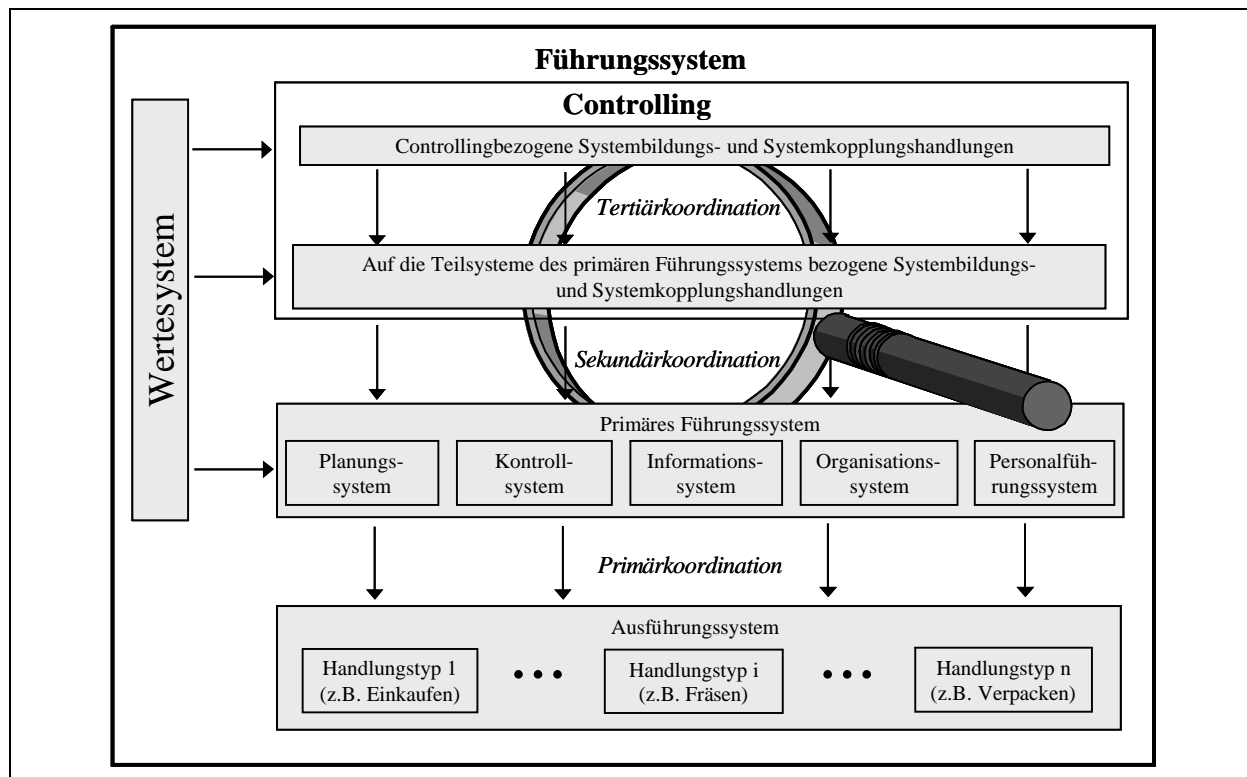 Führungssystem
Controlling
Controllingbezogene Systembildungs- und Systemkopplungshandlungen
Tertiärkoordination
Auf die Teilsysteme des primären Führungssystems bezogene Systembildungs-
und Systemkopplungshandlungen
Wertesystem
Sekundärkoordination
Primäres Führungssystem
Planungs-
system
Kontroll-
system
Informations-
system
Organisations-
system
Personalfüh-
rungssystem
Primärkoordination
Ausführungssystem
Handlungstyp 1
(z.B. Einkaufen)
Handlungstyp i
(z.B. Fräsen)
Handlungstyp n
(z.B. Verpacken)